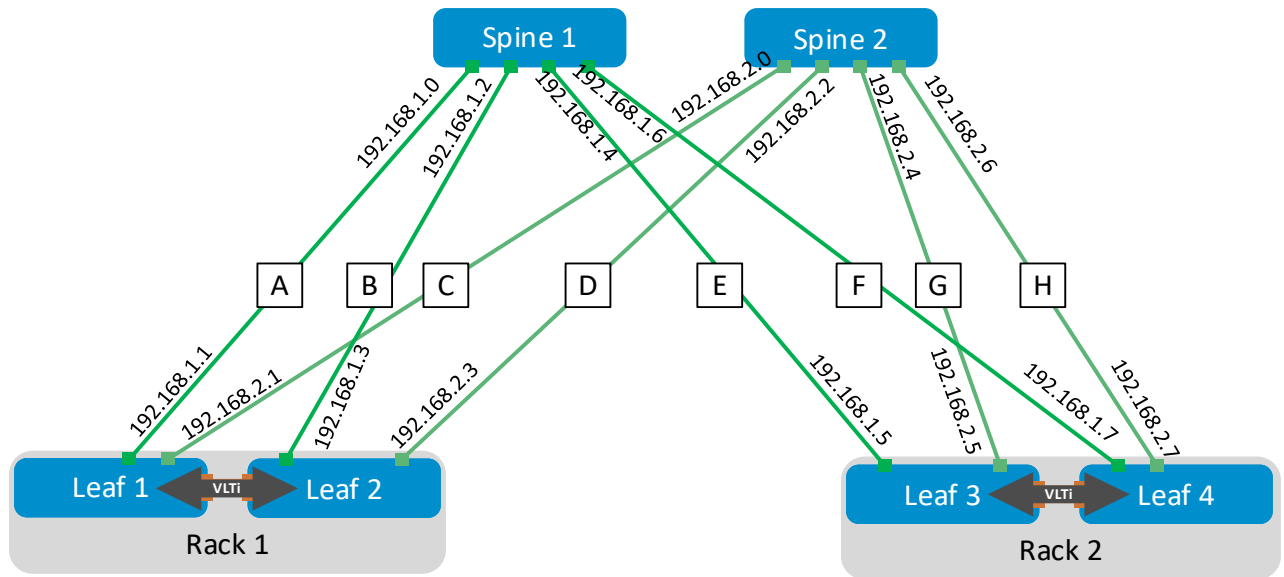 Spine 1
Spine 2
192.168.1.0
192.168.1.2
192.168.1.4
192.168.1.6
192.168.2.0
192.168.2.2
192.168.2.4
192.168.2.6
A
B
C
D
E
F
G
H
192.168.1.1
192.168.2.1
192.168.1.3
192.168.2.3
192.168.1.5
192.168.2.5
192.168.1.7
192.168.2.7
Leaf 1
VLTi
Leaf 2
Leaf 3
VLTi
Leaf 4
Rack 1
Rack 2